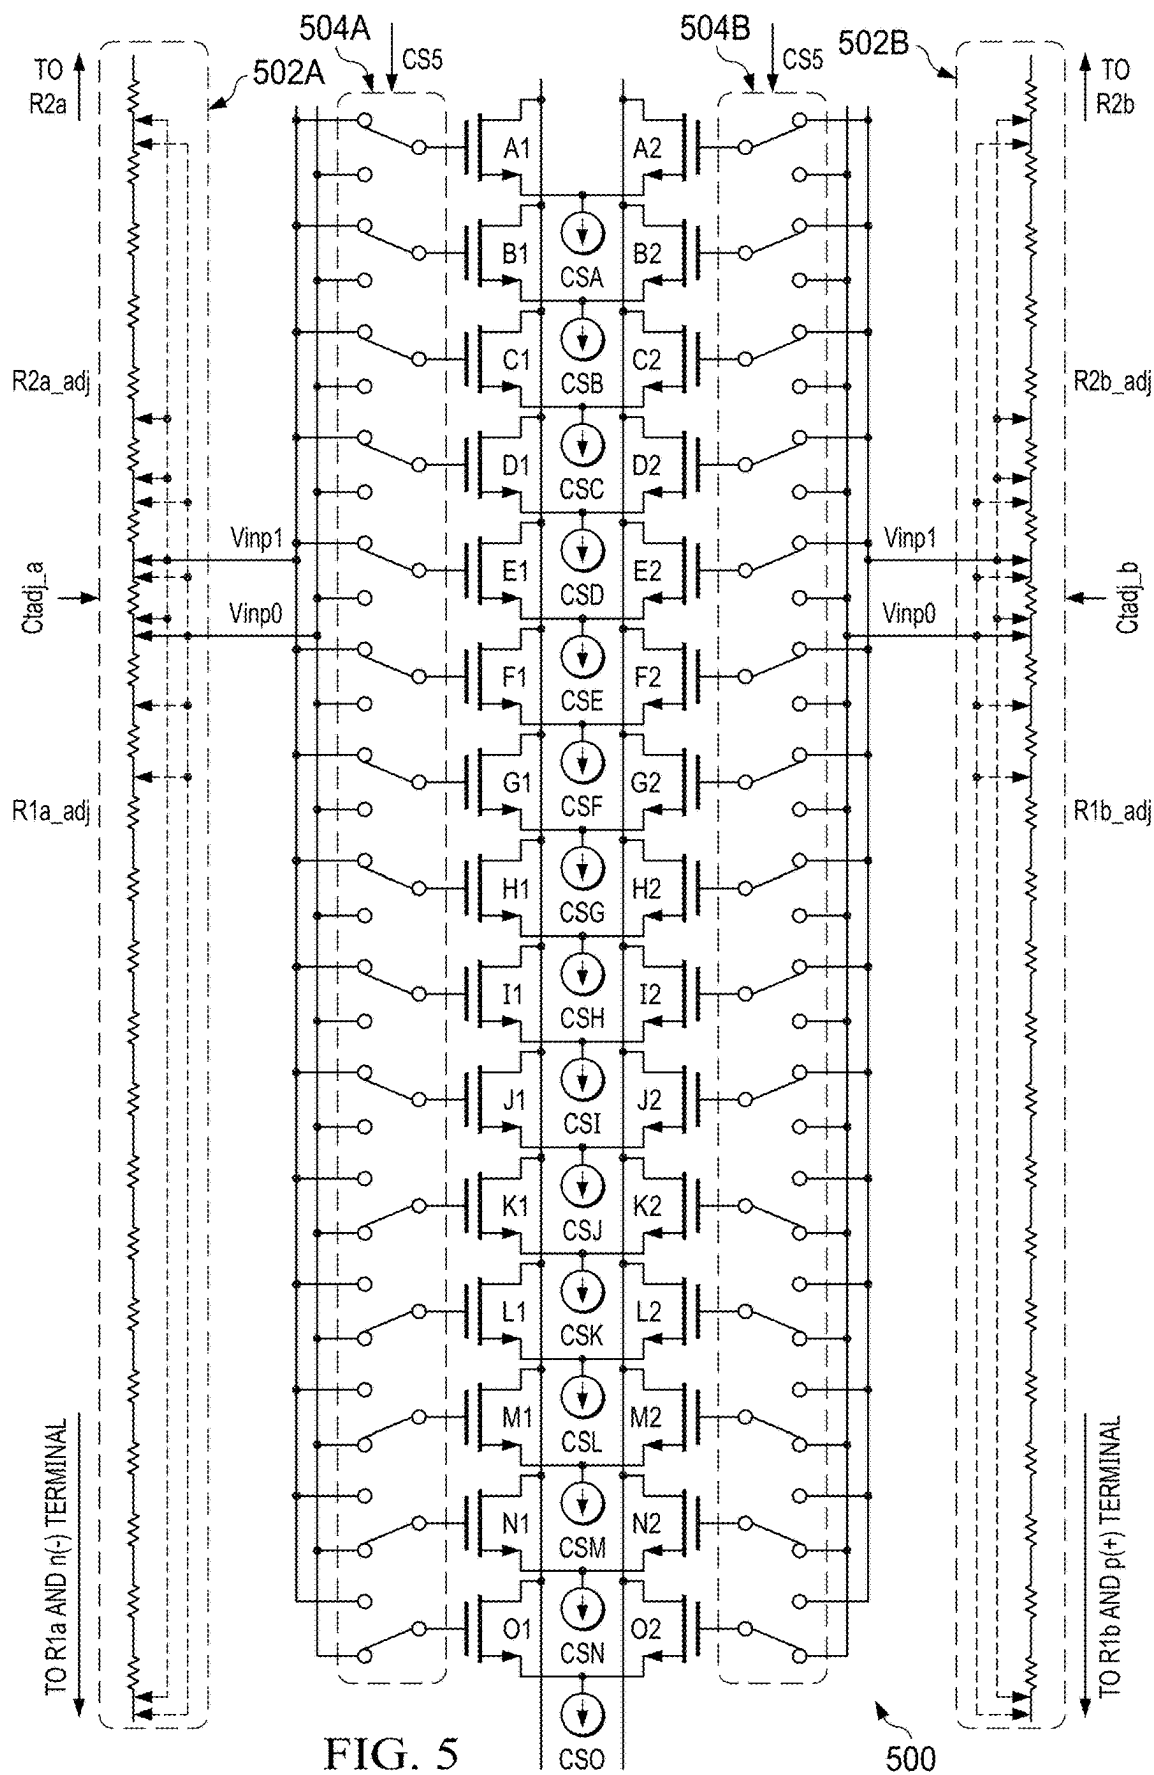 504A
CS5
504B
CS5
TO
R2a
502A
502B
TO
R2b
A1
A2
CSA
B1
B2
CSB
C1
C2
R2a_adj
R2b_adj
CSC
D1
D2
Vinp1
Vinp1
CSD
E1
E2
Ctadj_a
Ctadj_b
Vinp0
Vinp0
CSE
F1
F2
CSF
G1
G2
R1a_adj
R1b_adj
CSG
H1
H2
CSH
I1
I2
CSI
J1
J2
CSJ
K1
K2
CSK
L1
L2
CSL
M1
M2
CSM
N1
N2
CSN
O1
O2
TO R1a AND n(-) TERMINAL
TO R1b AND p(+) TERMINAL
CSO
FIG. 5
500